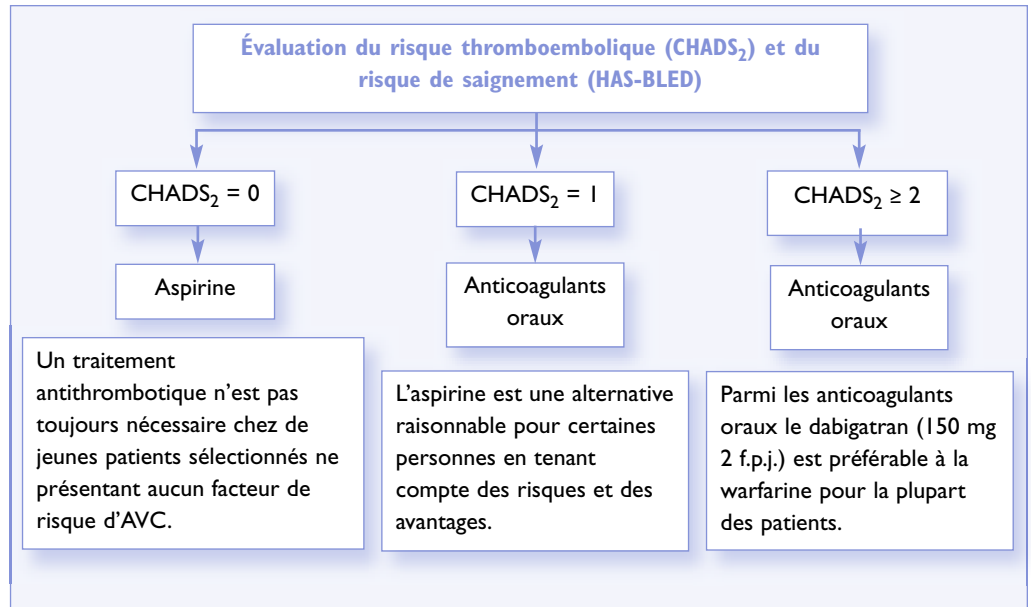 Évaluation du risque thromboembolique (CHADS₂) et du
risque de saignement (HAS-BLED)
CHADS₂ = 0
Aspirine
Un traitement
antithrombotique n’est pas
toujours nécessaire chez de
jeunes patients sélectionnés ne
présentant aucun facteur de
risque d’AVC.
CHADS₂ = 1
Anticoagulants
oraux
L’aspirine est une alternative
raisonnable pour certaines
personnes en tenant
compte des risques et des
avantages.
CHADS₂ ≥ 2
Anticoagulants
oraux
Parmi les anticoagulants
oraux le dabigatran (150 mg
2 f.p.j.) est préférable à la
warfarine pour la plupart
des patients.